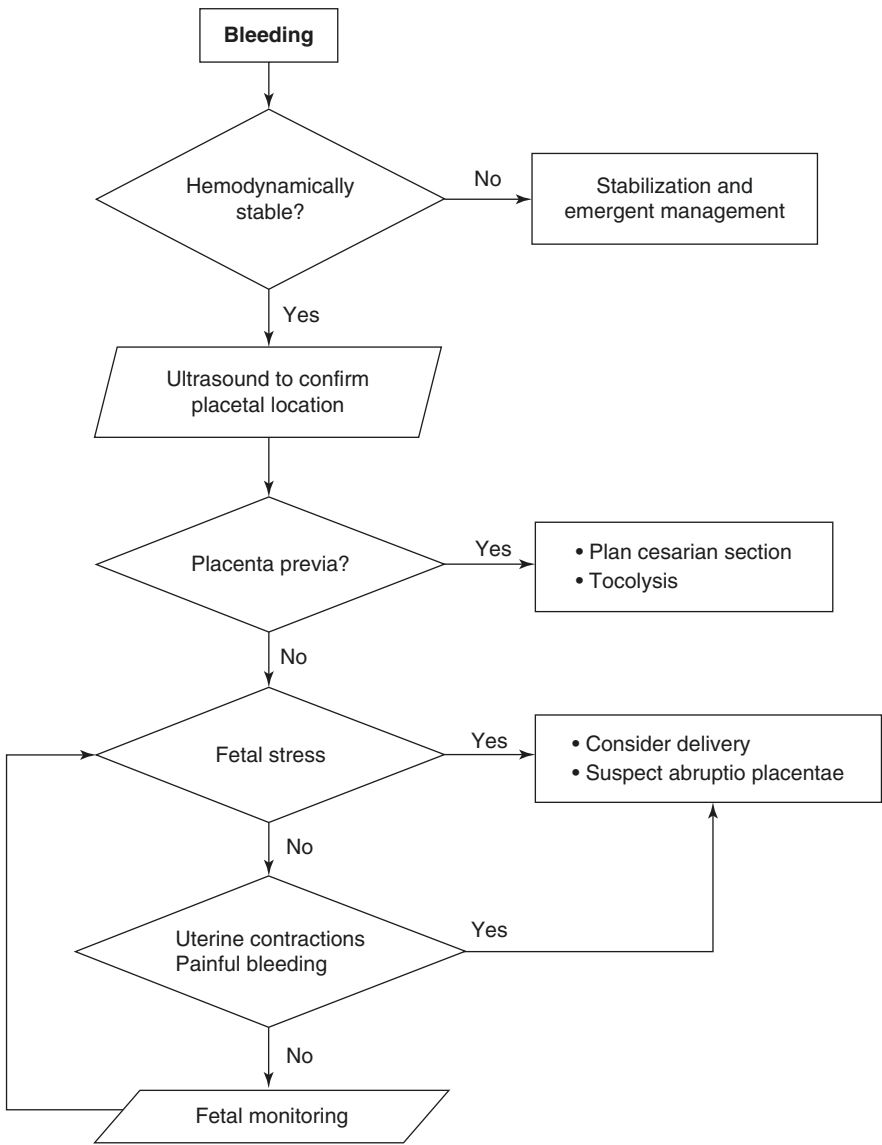 Bleeding
Hemodynamically
stable?
No
Stabilization and
emergent management
Yes
Ultrasound to confirm
placetal location
Placenta previa?
Yes
• Plan cesarian section
• Tocolysis
No
Fetal stress
Yes
• Consider delivery
• Suspect abruptio placentae
No
Uterine contractions
Painful bleeding
Yes
No
Fetal monitoring